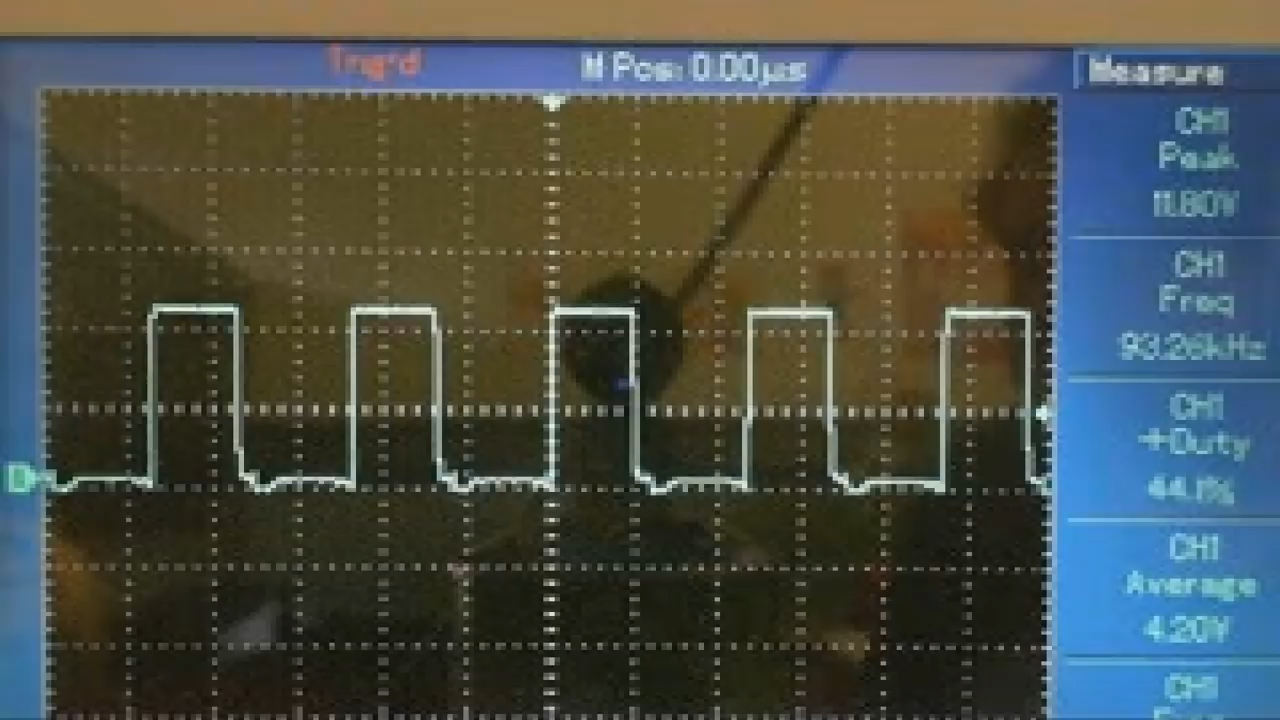 Trig'd
M Pos: 0.00µs
Measure
CH1
Peak
11.80V
CH1
Freq
93.26kHz
CH1
+Duty
44.1%
CH1
Average
4.20V
CH1